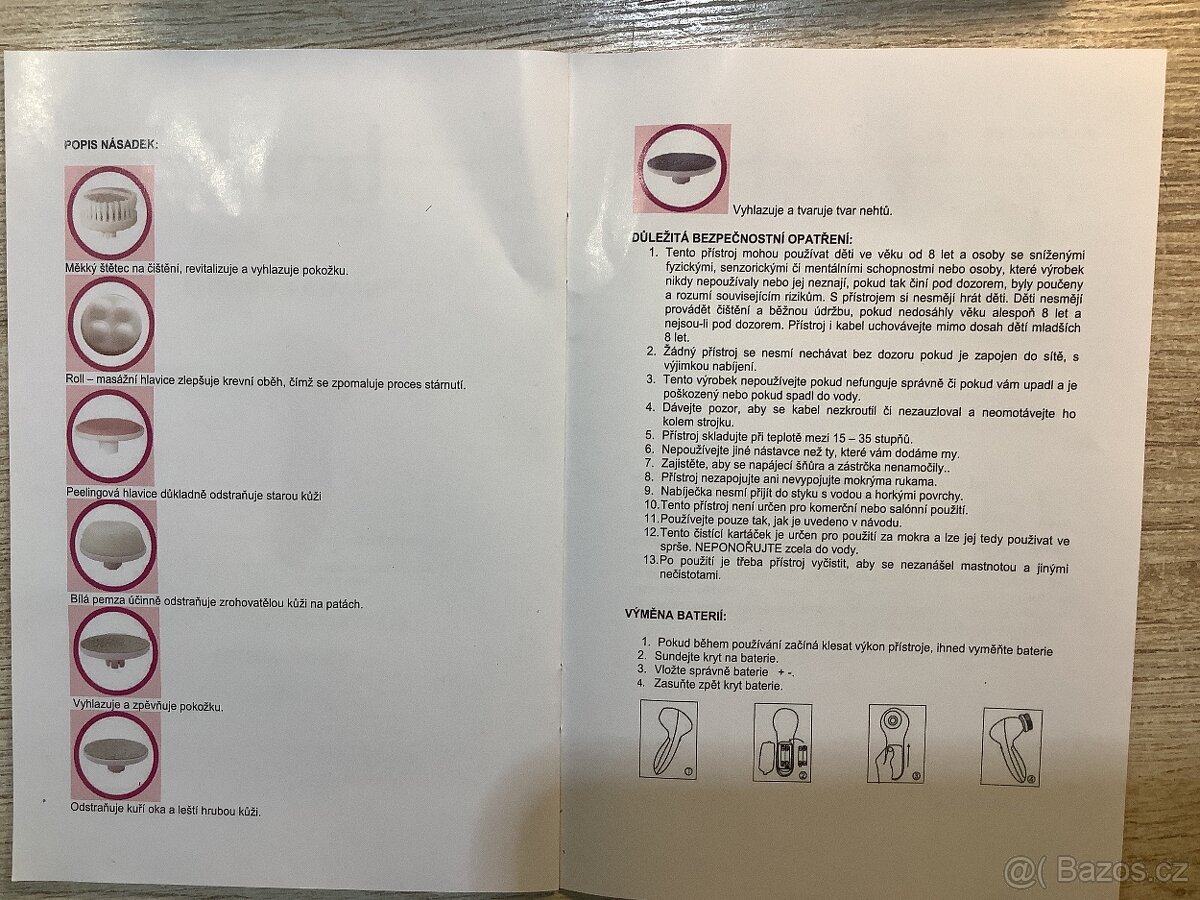 POPIS NÁSADEK:
Měkký štětec na čištění, revitalizuje a vyhlazuje pokožku.
Roll – masážní hlavice zlepšuje krevní oběh, čímž se zpomaluje proces stárnutí.
Peelingová hlavice důkladně odstraňuje starou kůži
Bílá pemza účinně odstraňuje zrohovatělou kůži na patách.
Vyhlazuje a zpěvňuje pokožku.
Odstraňuje kuří oka a leští hrubou kůži.
Vyhlazuje a tvaruje tvar nehtů.
DŮLEŽITÁ BEZPEČNOSTNÍ OPATŘENÍ:
1. Tento přístroj mohou používat děti ve věku od 8 let a osoby se sníženými
fyzickými, senzorickými či mentálními schopnostmi nebo osoby, které výrobek
nikdy nepoužívaly nebo jej neznají, pokud tak činí pod dozorem, byly poučeny
a rozumí souvisejícím rizikům. S přístrojem si nesmějí hrát děti. Děti nesmějí
provádět čištění a běžnou údržbu, pokud nedosáhly věku alespoň 8 let a
nejsou-li pod dozorem. Přístroj i kabel uchovávejte mimo dosah dětí mladších
8 let.
2. Žádný přístroj se nesmí nechávat bez dozoru pokud je zapojen do sítě, s
výjimkou nabíjení.
3. Tento výrobek nepoužívejte pokud nefunguje správně či pokud vám upadl a je
poškozený nebo pokud spadl do vody.
4. Dávejte pozor, aby se kabel nezkroutil či nezauzloval a neomotávejte ho
kolem strojku.
5. Přístroj skladujte při teplotě mezi 15 – 35 stupňů.
6. Nepoužívejte jiné nástavce než ty, které vám dodáme my.
7. Zajistěte, aby se napájecí šňůra a zástrčka nenamočily..
8. Přístroj nezapojujte ani nevypojujte mokrýma rukama.
9. Nabíječka nesmí přijít do styku s vodou a horkými povrchy.
10. Tento přístroj není určen pro komerční nebo salónní použití.
11. Používejte pouze tak, jak je uvedeno v návodu.
12. Tento čistící kartáček je určen pro použití za mokra a lze jej tedy používat ve
sprše. NEPONOŘUJTE zcela do vody.
13. Po použití je třeba přístroj vyčistit, aby se nezanášel mastnotou a jinými
nečistotami.
VÝMĚNA BATERIÍ:
1. Pokud během používání začíná klesat výkon přístroje, ihned vyměňte baterie
2. Sundejte kryt na baterie.
3. Vložte správně baterie + -.
4. Zasuňte zpět kryt baterie.
① ② ③ ④
@( Bazos.cz